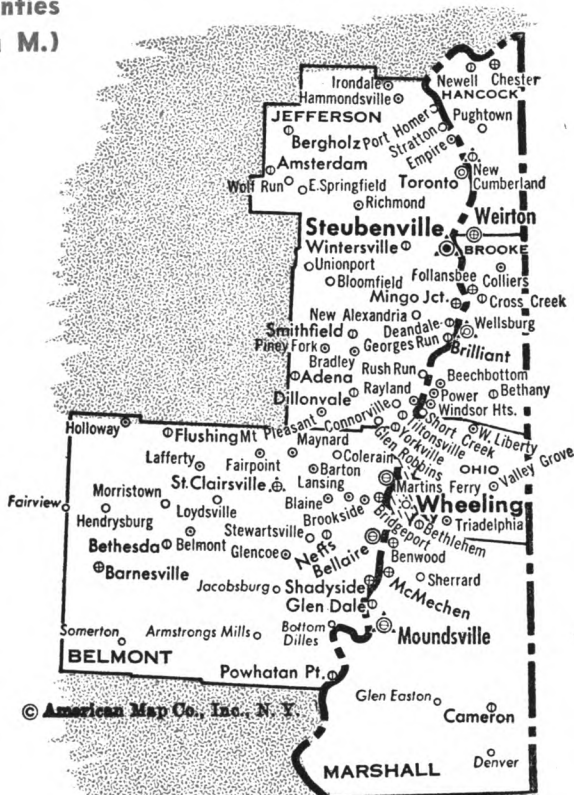 nties
M.)
Irondale
Hammondsville
Newell
Chester
HANCOCK
JEFFERSON
Port Homer
Pughtown
Bergholz
Stratton
Empire
Amsterdam
New
Cumberland
Wolf Run
E.Springfield
Toronto
Richmond
Steubenville
Weirton
Wintersville
BROOKE
Unionport
Follansbee
Colliers
Bloomfield
Mingo Jct.
Cross Creek
New Alexandria
Deandale
Wellsburg
Smithfield
Georges Run
Piney Fork
Bradley
Brilliant
Rush Run
Beechbottom
Adena
Rayland
Power
Bethany
Dillonvale
Windsor Hts.
Connorville
Tiltonsville
Short Creek
Holloway
Flushing
Mt Pleasant
Yorkville
W. Liberty
Maynard
Glen Robbins
Lafferty
Fairpoint
Colerain
OHIO
Valley Grove
Barton
St.Clairsville
Lansing
Martins Ferry
Morristown
Blaine
Wheeling
Fairview
Loydsville
Brookside
Bridgeport
Triadelphia
Hendrysburg
Stewartsville
Bethlehem
Bethesda
Belmont
Glencoe
Neffs
Bellaire
Benwood
Barnesville
Sherrard
Jacobsburg
Shadyside
McMechen
Glen Dale
Somerton
Armstrongs Mills
Bottom
Dilles
Moundsville
BELMONT
Powhatan Pt.
Glen Easton
© American Map Co., Inc., N. Y.
Cameron
Denver
MARSHALL